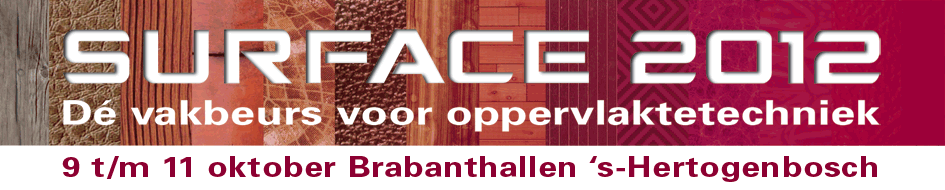 SURFACE 2012
Dé vakbeurs voor oppervlaktetechniek
9 t/m 11 oktober Brabanthallen ‘s-Hertogenbosch